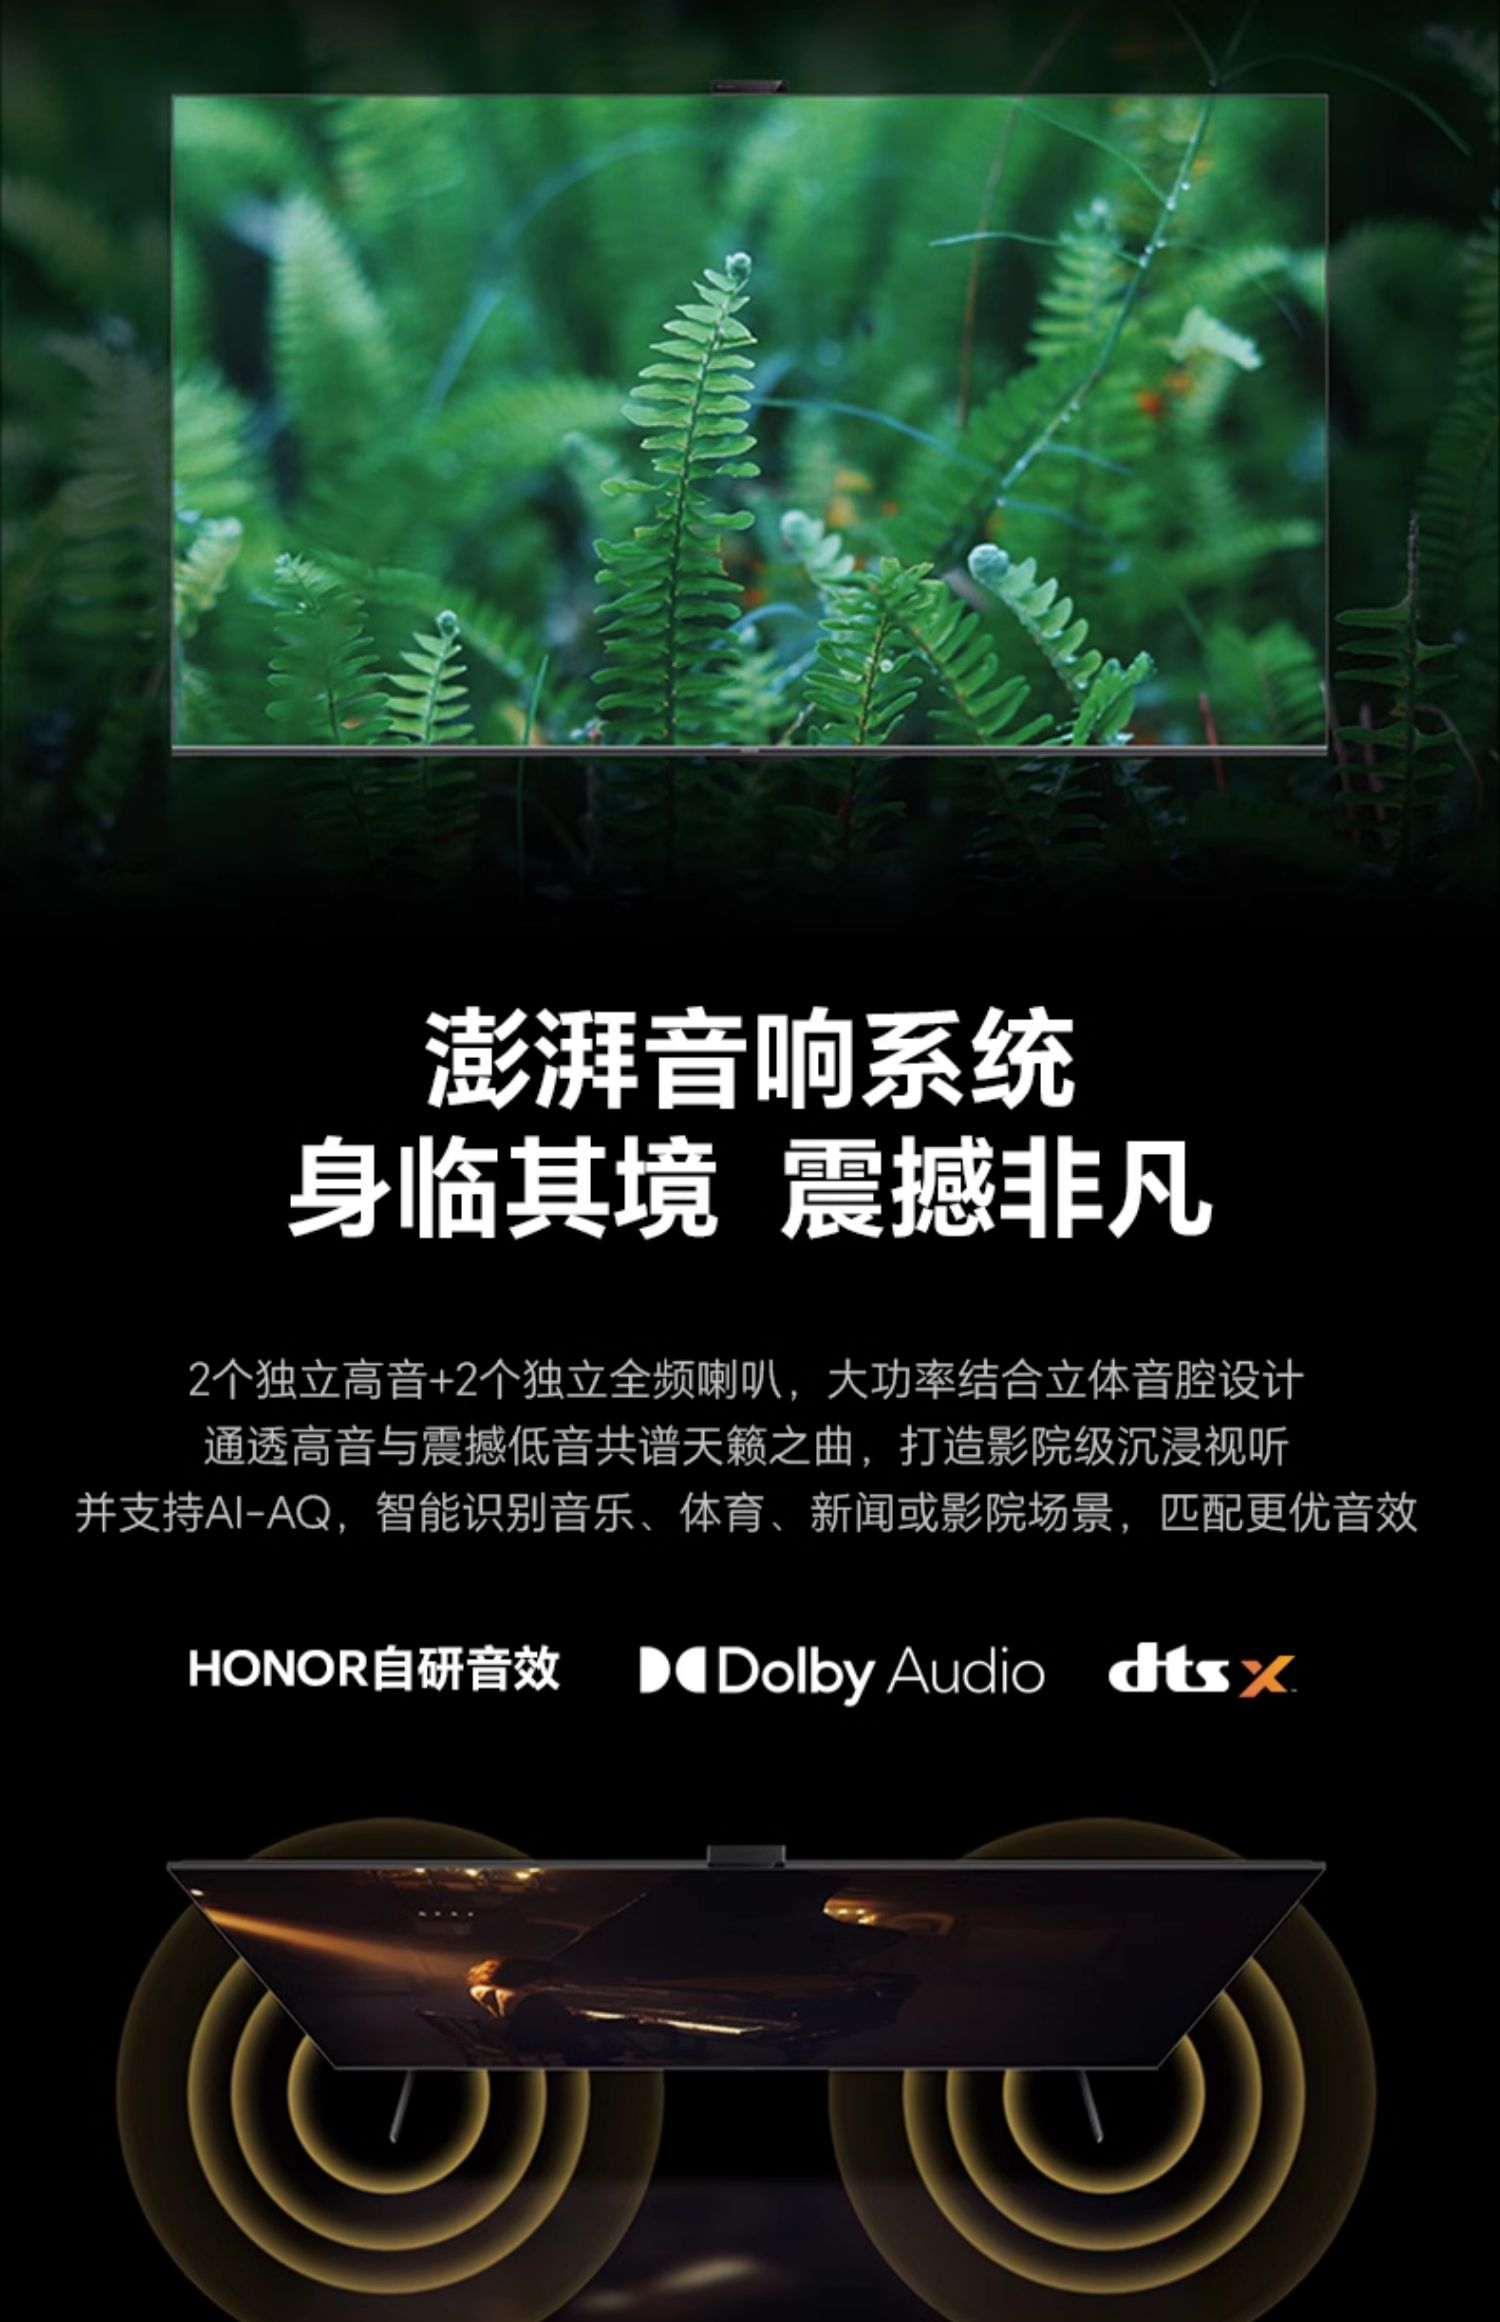 澎湃音响系统
身临其境 震撼非凡
2个独立高音+2个独立全频喇叭，大功率结合立体音腔设计
通透高音与震撼低音共谱天籁之曲，打造影院级沉浸视听
并支持AI-AQ，智能识别音乐、体育、新闻或影院场景，匹配更优音效
HONOR自研音效 Dolby Audio dts x